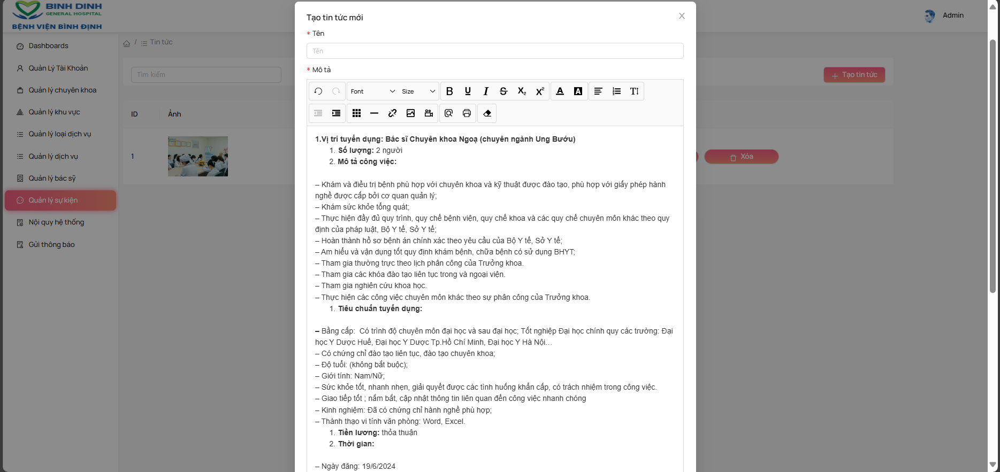 BINH DINH
GENERAL HOSPITAL
BỆNH VIỆN BÌNH ĐỊNH
Admin
Dashboards
Quản Lý Tài Khoản
Quản lý chuyên khoa
Quản lý khu vực
Quản lý loại dịch vụ
Quản lý dịch vụ
Quản lý bác sỹ
Quản lý sự kiện
Nội quy hệ thống
Gửi thông báo
/ Tin tức
Tìm kiếm
+ Tạo tin tức
ID Ảnh
1
Xóa
Tạo tin tức mới
* Tên
Tên
* Mô tả
Font Size
1.Vị trí tuyển dụng: Bác sĩ Chuyên khoa Ngoạ (chuyên ngành Ung Bướu)
1. Số lượng: 2 người
2. Mô tả công việc:
– Khám và điều trị bệnh phù hợp với chuyên khoa và kỹ thuật được đào tạo, phù hợp với giấy phép hành
nghề được cấp bởi cơ quan quản lý;
– Khám sức khỏe tổng quát;
– Thực hiện đầy đủ quy trình, quy chế bệnh viện, quy chế khoa và các quy chế chuyên môn khác theo quy
định của pháp luật, Bộ Y tế, Sở Y tế;
– Hoàn thành hồ sơ bệnh án chính xác theo yêu cầu của Bộ Y tế, Sở Y tế;
– Am hiểu và vận dụng tốt quy định khám bệnh, chữa bệnh có sử dụng BHYT;
– Tham gia thường trực theo lịch phân công của Trưởng khoa.
– Tham gia các khóa đào tạo liên tục trong và ngoại viện.
– Tham gia nghiên cứu khoa học.
– Thực hiện các công việc chuyên môn khác theo sự phân công của Trưởng khoa.
1. Tiêu chuẩn tuyển dụng:
– Bằng cấp:  Có trình độ chuyên môn đại học và sau đại học; Tốt nghiệp Đại học chính quy các trường: Đại
học Y Dược Huế, Đại học Y Dược Tp.Hồ Chí Minh, Đại học Y Hà Nội…
– Có chứng chỉ đào tạo liên tục, đào tạo chuyên khoa;
– Độ tuổi: (không bắt buộc);
– Giới tính: Nam/Nữ;
– Sức khỏe tốt, nhanh nhẹn, giải quyết được các tình huống khẩn cấp, có trách nhiệm trong công việc.
– Giao tiếp tốt ; nắm bắt, cập nhật thông tin liên quan đến công việc nhanh chóng
– Kinh nghiệm: Đã có chứng chỉ hành nghề phù hợp;
– Thành thạo vi tính văn phòng: Word, Excel.
1. Tiền lương: thỏa thuận
2. Thời gian:
– Ngày đăng: 19/6/2024